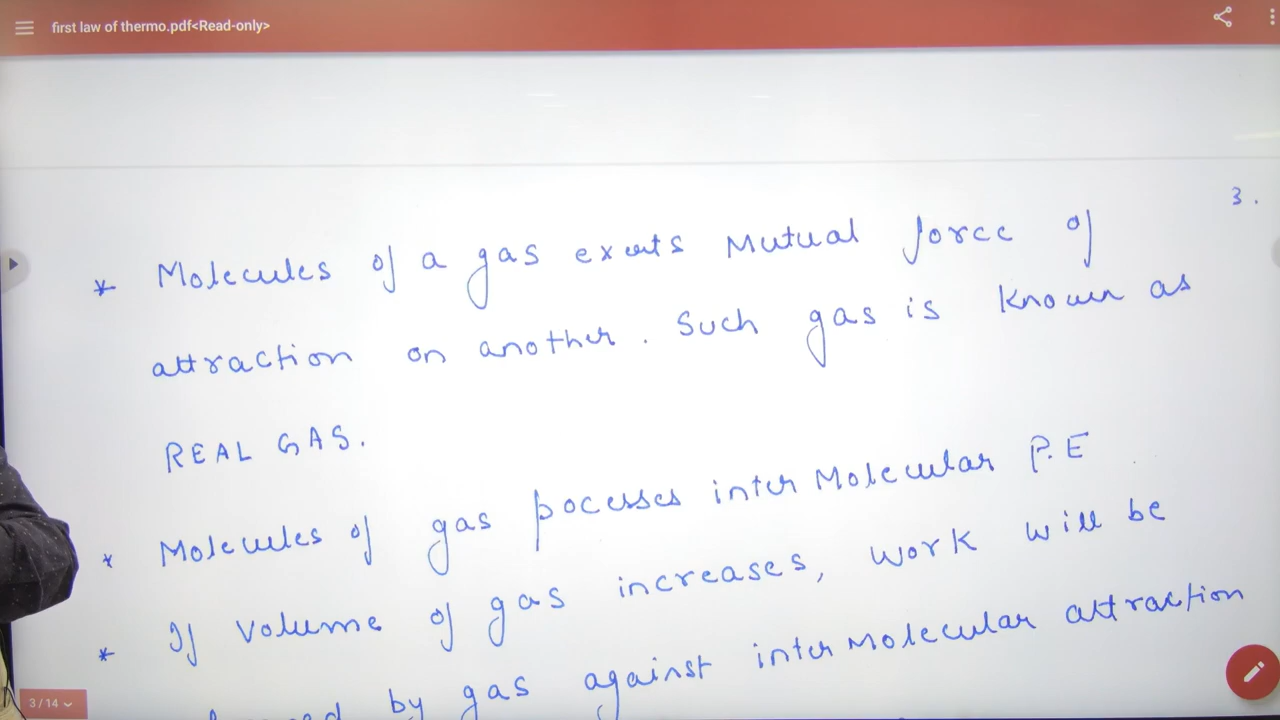 first law of thermo.pdf<Read-only>
3.
* Molecules of a gas exerts Mutual force of
attraction on another. Such gas is known as
REAL GAS.
* Molecules of gas pocesses inter Molecular P.E
* If volume of gas increases, work will be
by gas against inter Molecular attraction
3 / 14